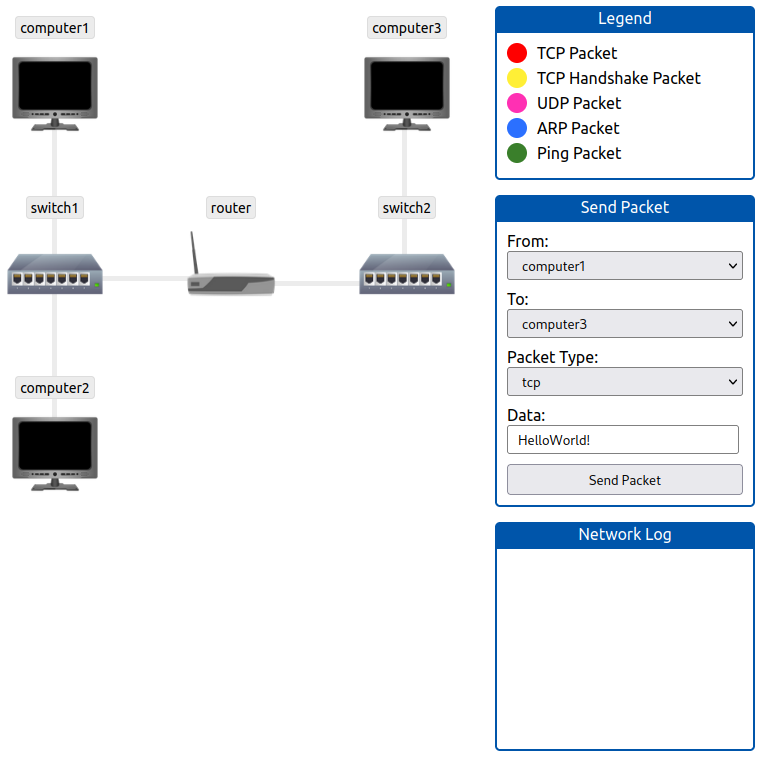 computer1
computer3
switch1
router
switch2
computer2
Legend
TCP Packet
TCP Handshake Packet
UDP Packet
ARP Packet
Ping Packet
Send Packet
From:
computer1
To:
computer3
Packet Type:
tcp
Data:
HelloWorld!
Send Packet
Network Log